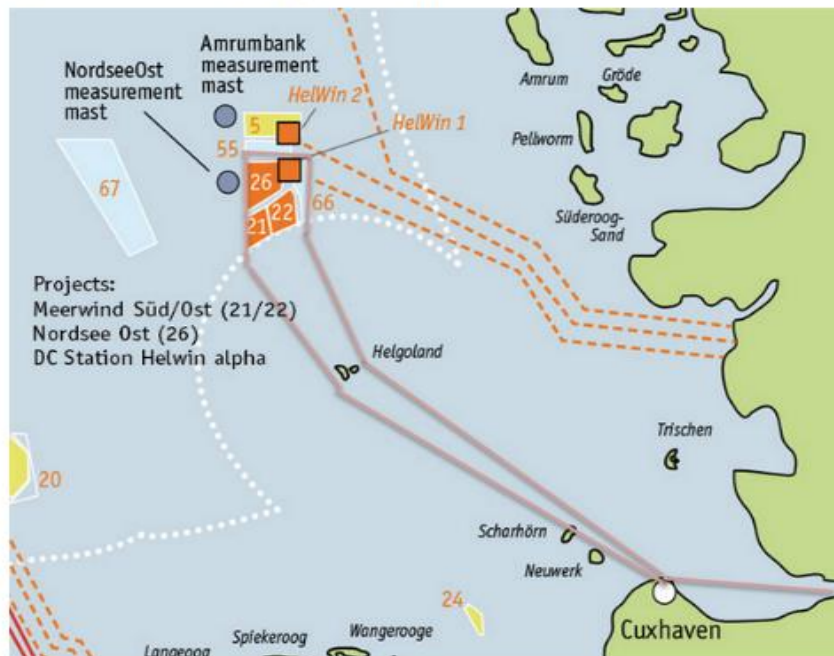 Amrumbank
measurement
mast
HelWin 2
NordseeOst
measurement
mast
HelWin 1
5
55
67
26
66
22
21
Amrum
Gröde
Pellworm
Süderoog-
Sand
Projects:
Meerwind Süd/Ost (21/22)
Nordsee Ost (26)
DC Station Helwin alpha
Helgoland
Trischen
20
Scharhörn
Neuwerk
24
Cuxhaven
Langeoog
Spiekeroog
Wangerooge